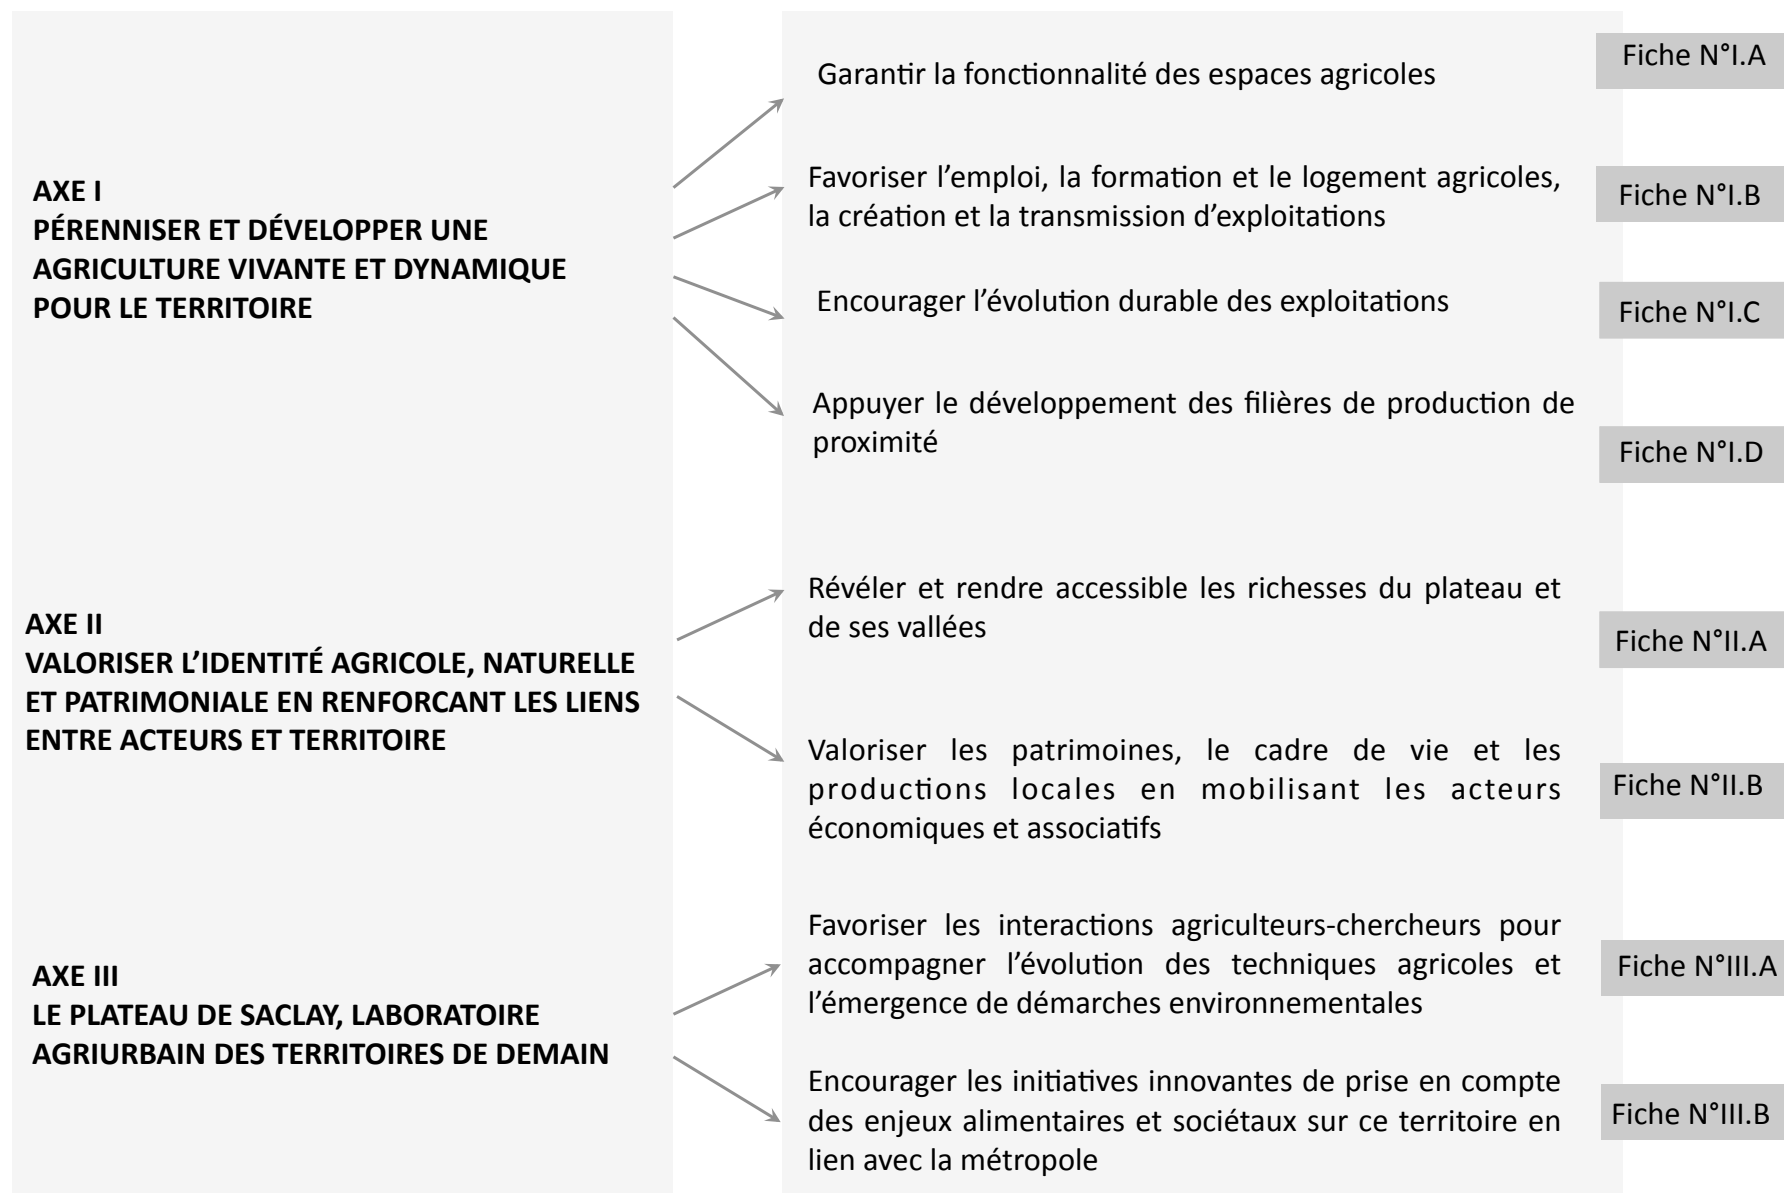 AXE I
PÉRENNISER ET DÉVELOPPER UNE
AGRICULTURE VIVANTE ET DYNAMIQUE
POUR LE TERRITOIRE
Garantir la fonctionnalité des espaces agricoles
Fiche N°I.A
Favoriser l’emploi, la formation et le logement agricoles,
la création et la transmission d’exploitations
Fiche N°I.B
Encourager l’évolution durable des exploitations
Fiche N°I.C
Appuyer le développement des filières de production de
proximité
Fiche N°I.D
AXE II
VALORISER L’IDENTITÉ AGRICOLE, NATURELLE
ET PATRIMONIALE EN RENFORCANT LES LIENS
ENTRE ACTEURS ET TERRITOIRE
Révéler et rendre accessible les richesses du plateau et
de ses vallées
Fiche N°II.A
Valoriser les patrimoines, le cadre de vie et les
productions locales en mobilisant les acteurs
économiques et associatifs
Fiche N°II.B
AXE III
LE PLATEAU DE SACLAY, LABORATOIRE
AGRIURBAIN DES TERRITOIRES DE DEMAIN
Favoriser les interactions agriculteurs-chercheurs pour
accompagner l’évolution des techniques agricoles et
l’émergence de démarches environnementales
Fiche N°III.A
Encourager les initiatives innovantes de prise en compte
des enjeux alimentaires et sociétaux sur ce territoire en
lien avec la métropole
Fiche N°III.B